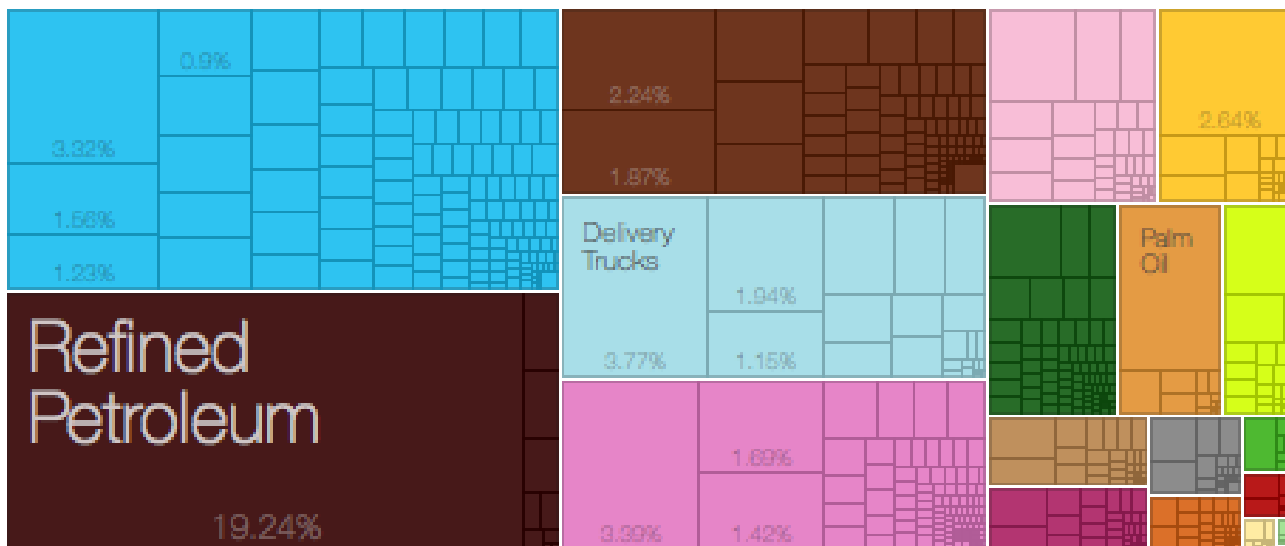 0.9%
3.32%
1.56%
1.23%
Refined
Petroleum
19.24%
2.24%
1.97%
Delivery
Trucks
1.94%
3.77%
1.15%
1.69%
3.39%
1.42%
2.64%
Palm
Oil